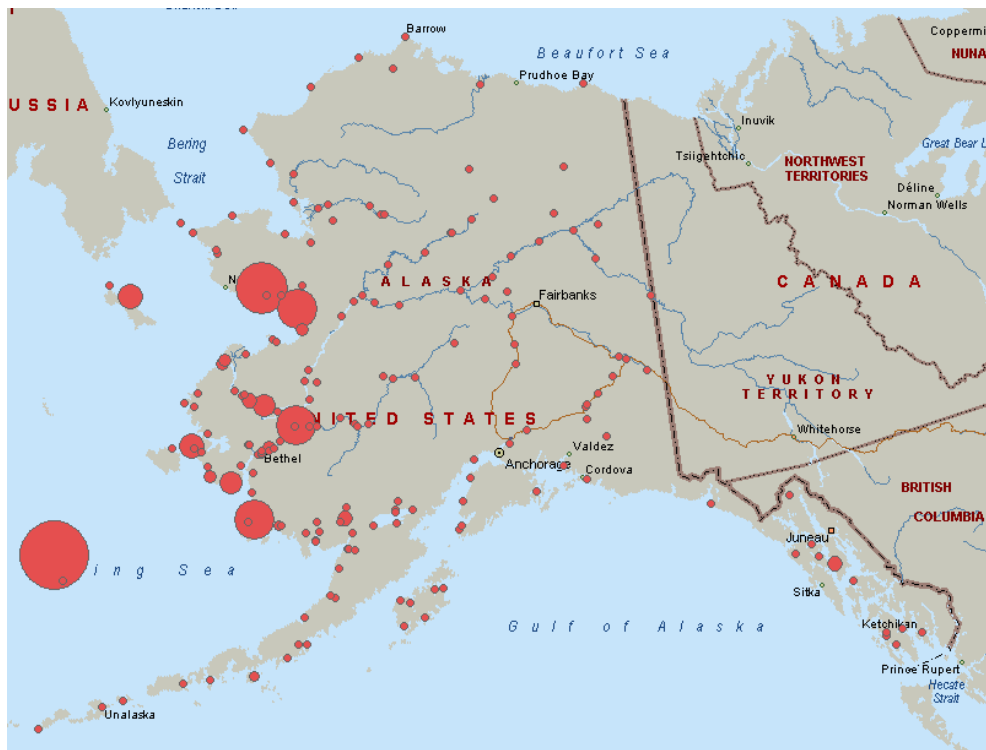 Barrow
Beaufort Sea
Coppermi
NUNA
Prudhoe Bay
USSIA
Kovlyuneskin
Inuvik
Bering
Strait
Tsiigehtchic
Great Bear L
NORTHWEST
TERRITORIES
Déline
Norman Wells
N
ALASKA
CANADA
Fairbanks
YUKON
TERRITORY
NITED STATES
Whitehorse
Valdez
Bethel
Anchorage
Cordova
BRITISH
COLUMBIA
Juneau
ing Sea
Sitka
Gulf of Alaska
Ketchikan
Prince Rupert
Hecate
Strait
Unalaska